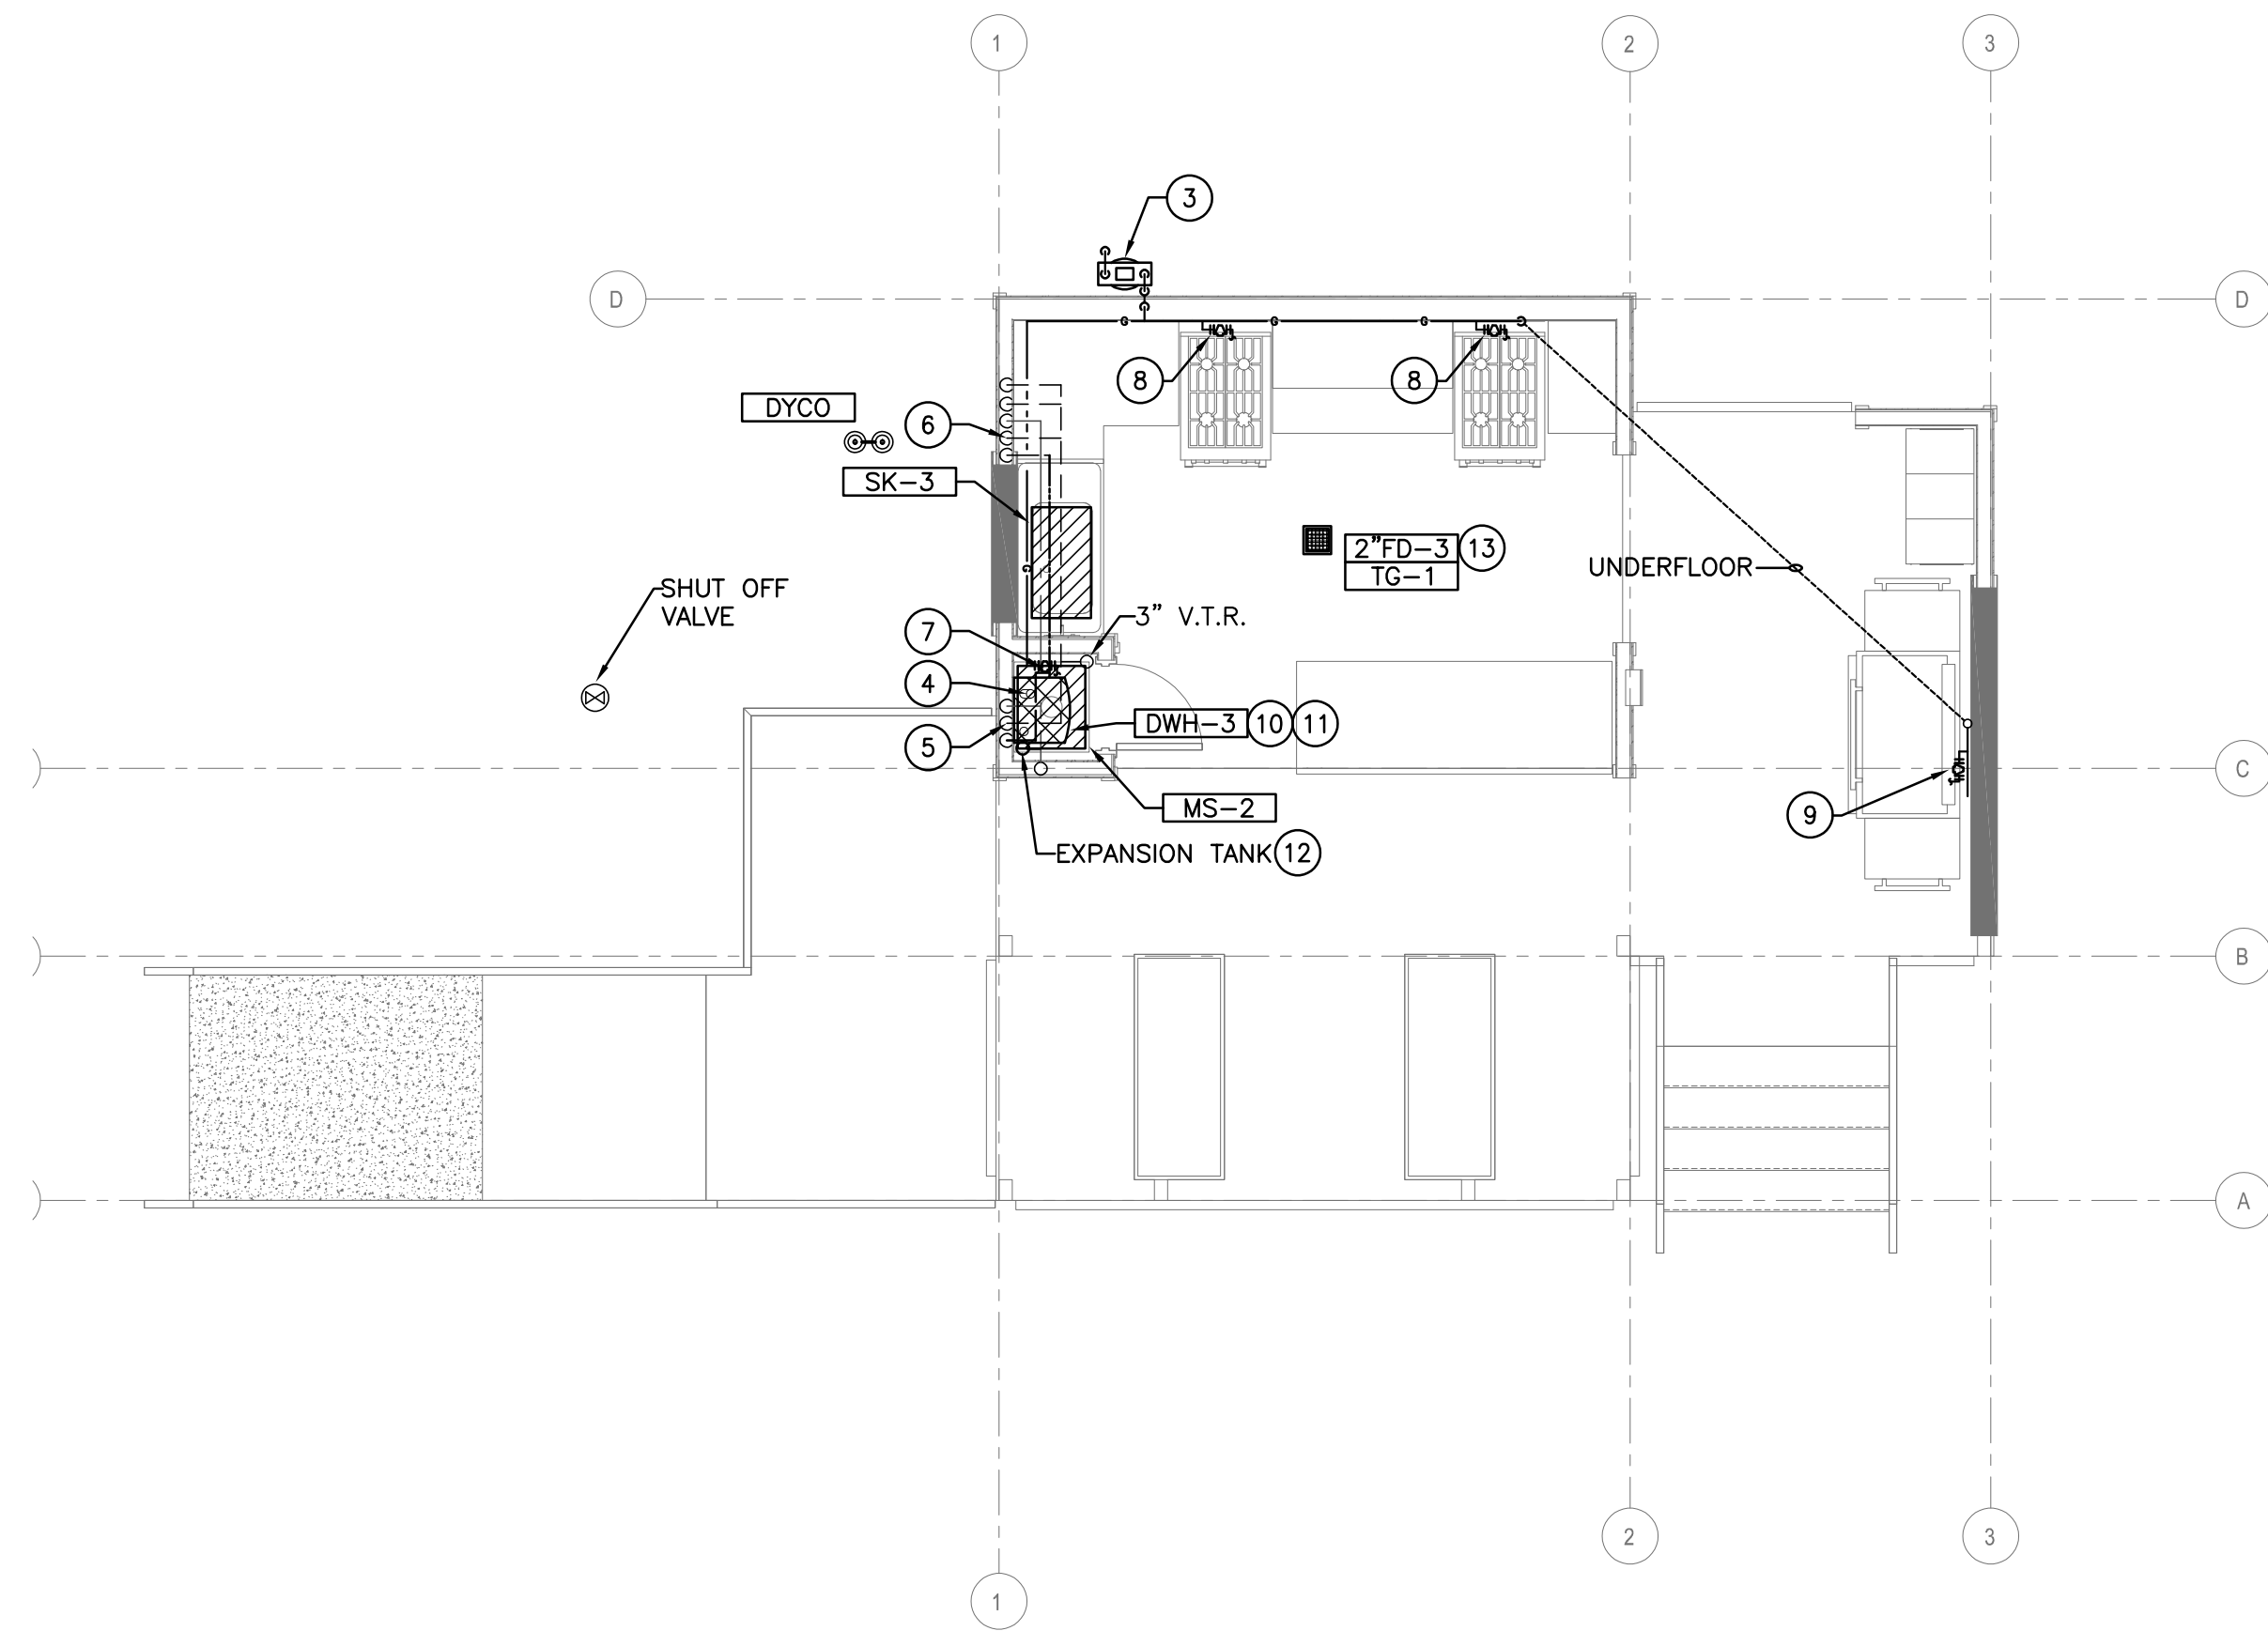 1
2
3
3
D
D
G
G
G
8
8
DYCO
6
SK-3
2"FD-3
13
TG-1
UNDERFLOOR
G
SHUT OFF
VALVE
3" V.T.R.
7
4
DWH-3
10
11
5
C
MS-2
9
EXPANSION TANK
12
B
A
2
3
1